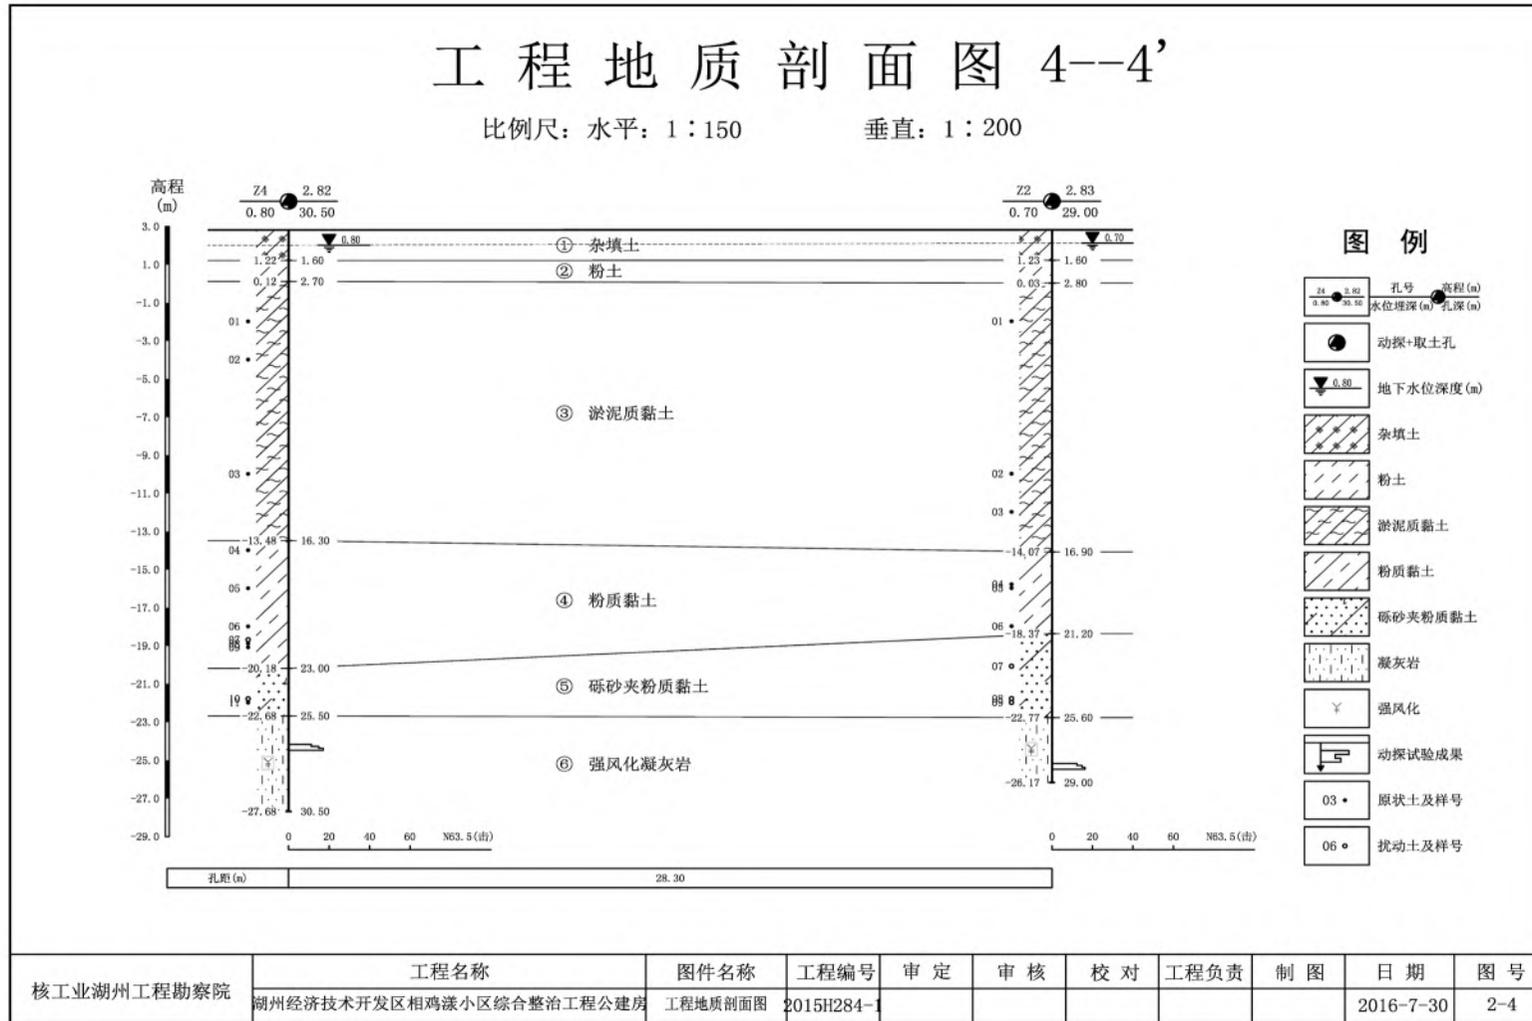 工程地质剖面图 4--4'
比例尺：水平：1：150 垂直：1：200
高程
(m)
Z4 2.82
0.80 30.50
Z2 2.83
0.70 29.00
3.0
1.0
-1.0
-3.0
-5.0
-7.0
-9.0
-11.0
-13.0
-15.0
-17.0
-19.0
-21.0
-23.0
-25.0
-27.0
-29.0
0.80
1.22 1.60
0.12 2.70
01
02
03
-13.48 16.30
04
05
06
-20.18 23.00
-22.68 25.50
-27.68 30.50
① 杂填土
② 粉土
③ 淤泥质黏土
④ 粉质黏土
⑤ 砾砂夹粉质黏土
⑥ 强风化凝灰岩
0.70
1.23 1.60
0.03 2.80
01
02
03
-14.07 16.90
06
-18.37 21.20
07
-22.77 25.60
-26.17 29.00
0 20 40 60 N63.5(击)
0 20 40 60 N63.5(击)
孔距(m) 28.30
图 例
Z4 2.82
0.80 30.50
孔号 高程(m)
水位埋深(m) 孔深(m)
动探+取土孔
0.80 地下水位深度(m)
杂填土
粉土
淤泥质黏土
粉质黏土
砾砂夹粉质黏土
凝灰岩
强风化
动探试验成果
03 原状土及样号
06 扰动土及样号
核工业湖州工程勘察院
工程名称 图件名称 工程编号 审 定 审 核 校 对 工程负责 制 图 日 期 图 号
湖州经济技术开发区相鸡漾小区综合整治工程公建房 工程地质剖面图 2015H284-1 2016-7-30 2-4